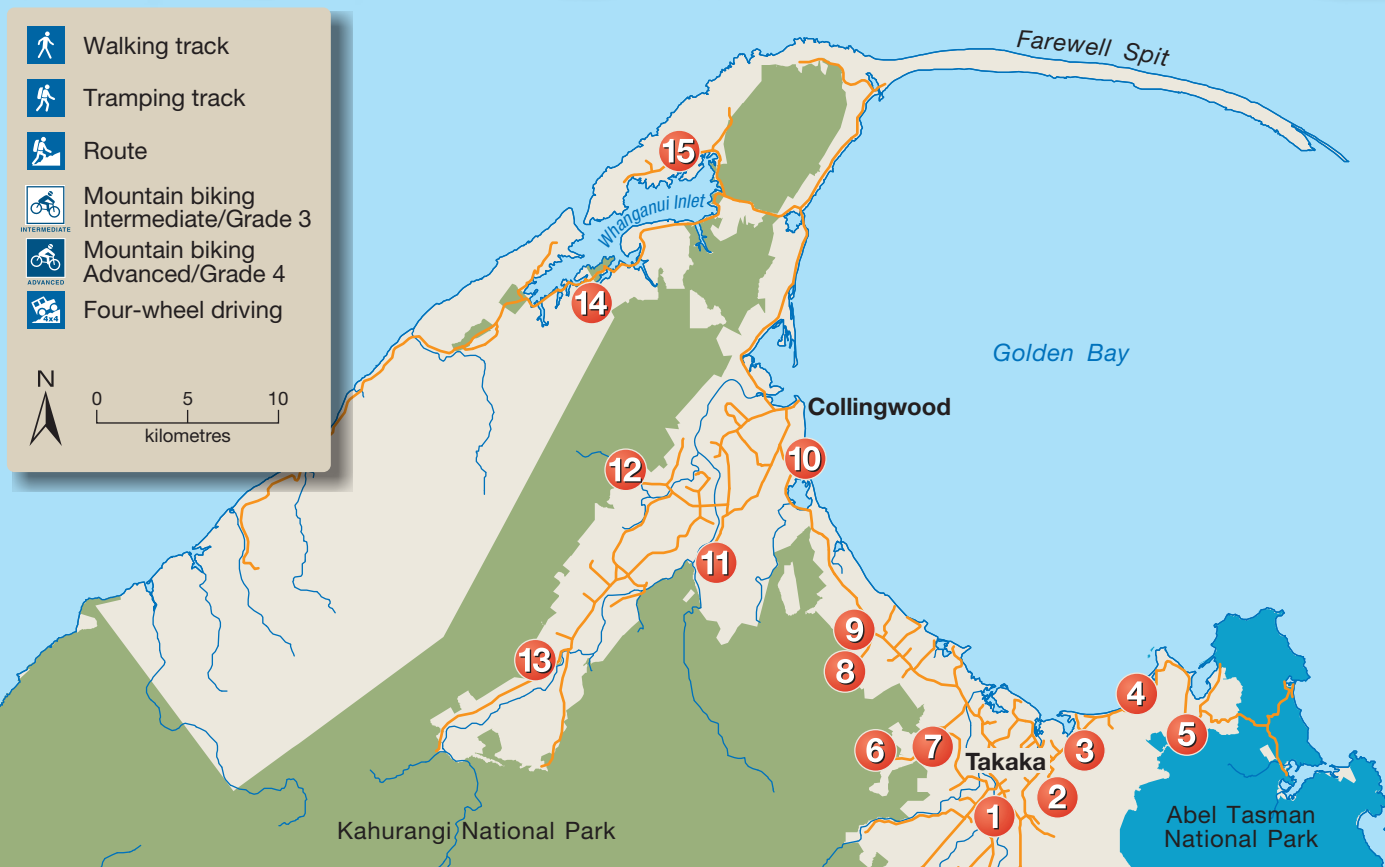 Walking track
Tramping track
Route
Mountain biking
Intermediate/Grade 3
INTERMEDIATE
Mountain biking
Advanced/Grade 4
ADVANCED
Four-wheel driving
4x4
N
0 5 10
kilometres
Farewell Spit
15
Whanganui Inlet
14
Golden Bay
Collingwood
10
12
11
9
13
8
4
5
6
7
3
Takaka
2
1
Abel Tasman
National Park
Kahurangi National Park